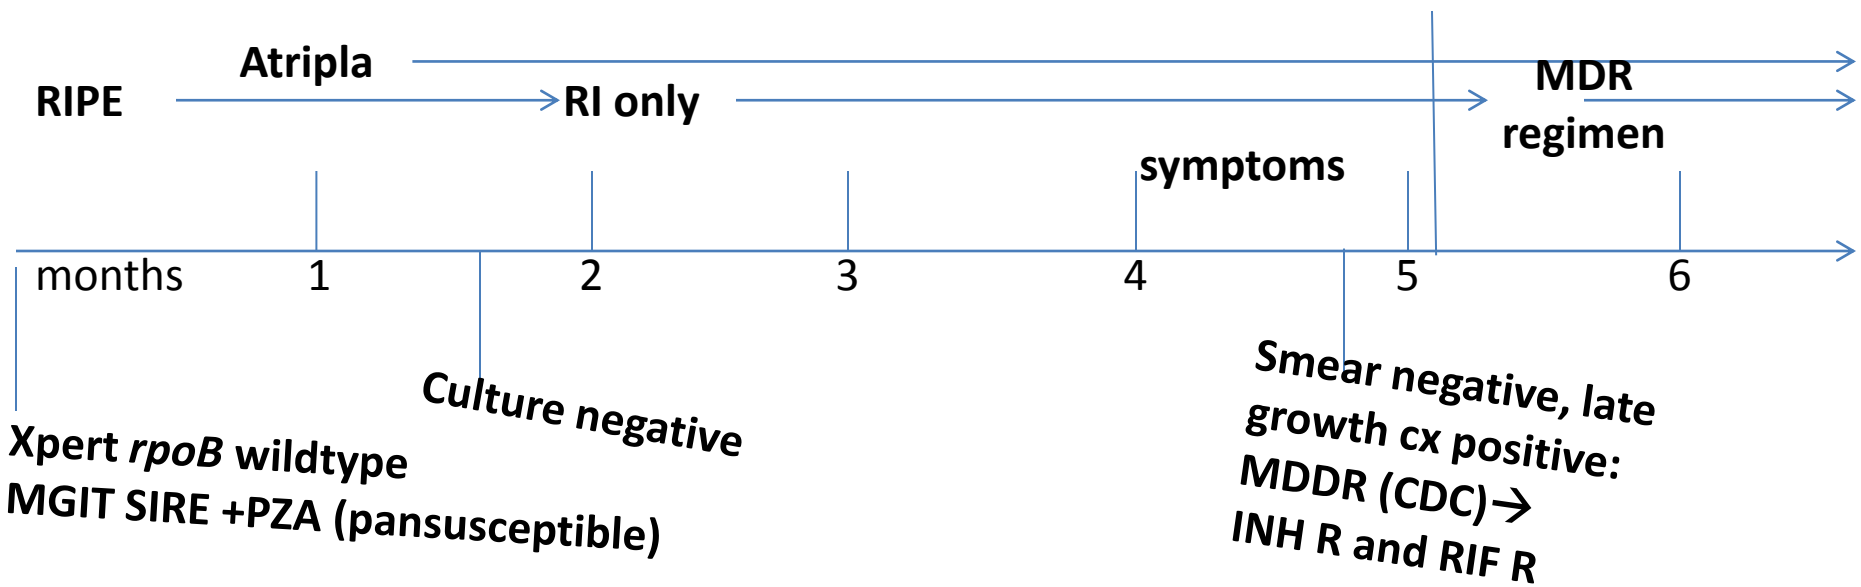 Atripla
RIPE
RI only
MDR
regimen
symptoms
months
1
2
3
4
5
6
Xpert rpoB wildtype
MGIT SIRE +PZA (pansusceptible)
Culture negative
Smear negative, late
growth cx positive:
MDDR (CDC)→
INH R and RIF R